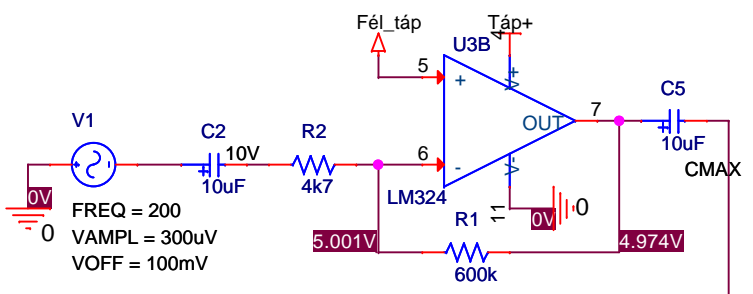 Fél_táp
Táp+
4
U3B
5
+
V+
V1
C2
10V
R2
7
C5
OUT
10uF
4k7
6
-
V-
10uF
CMAX
LM324
11
0V
0
0V
0
FREQ = 200
VAMPL = 300uV
VOFF = 100mV
R1
5.001V
4.974V
600k